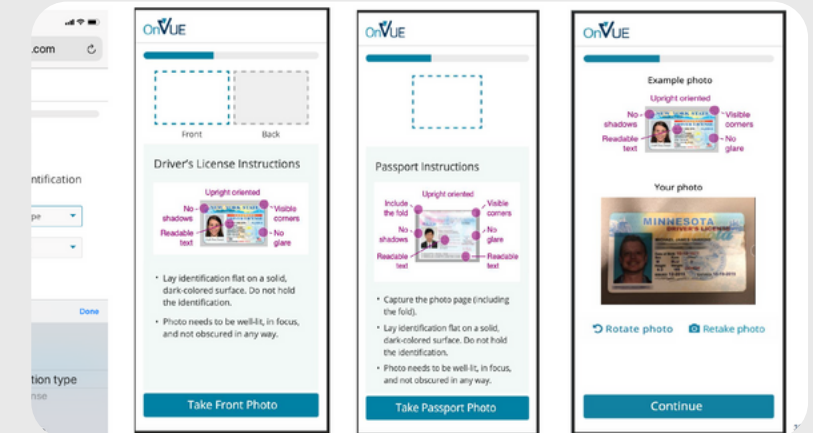 .com
ntification
pe
Done
tion type
nse
OnVUE
Front
Back
Driver's License Instructions
Upright oriented
No shadows
Visible corners
NEW YORK STATE
Readable text
No glare
• Lay identification flat on a solid,
dark-colored surface. Do not hold
the identification.
• Photo needs to be well-lit, in focus,
and not obscured in any way.
Take Front Photo
OnVUE
Passport Instructions
Upright oriented
Include the fold
Visible corners
No shadows
No glare
Readable text
Readable text
• Capture the photo page (including
the fold).
• Lay identification flat on a solid,
dark-colored surface. Do not hold
the identification.
• Photo needs to be well-lit, in focus,
and not obscured in any way.
Take Passport Photo
OnVUE
Example photo
Upright oriented
No shadows
Visible corners
NEW YORK STATE
Readable text
No glare
Your photo
MINNESOTA
DRIVER'S LICENSE
Rotate photo
Retake photo
Continue